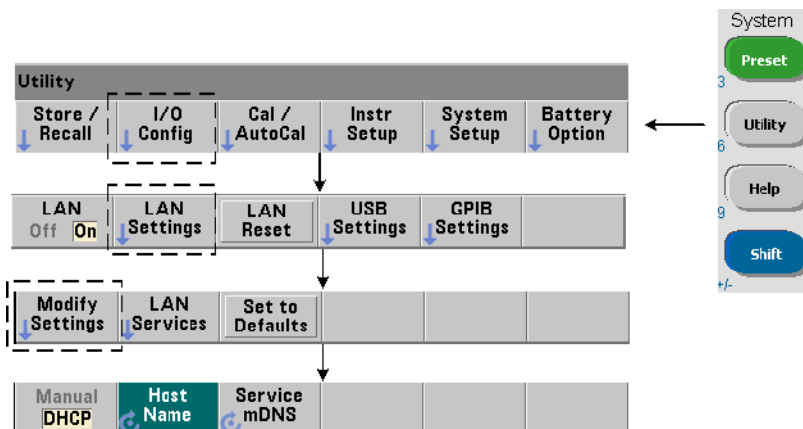 System
Preset
3
Utility
6
Help
9
Shift
+/-
Utility
Store / Recall
I/O Config
Cal / AutoCal
Instr Setup
System Setup
Battery Option
LAN
Off On
LAN Settings
LAN Reset
USB Settings
GPIB Settings
Modify Settings
LAN Services
Set to Defaults
Manual
DHCP
Host Name
Service mDNS